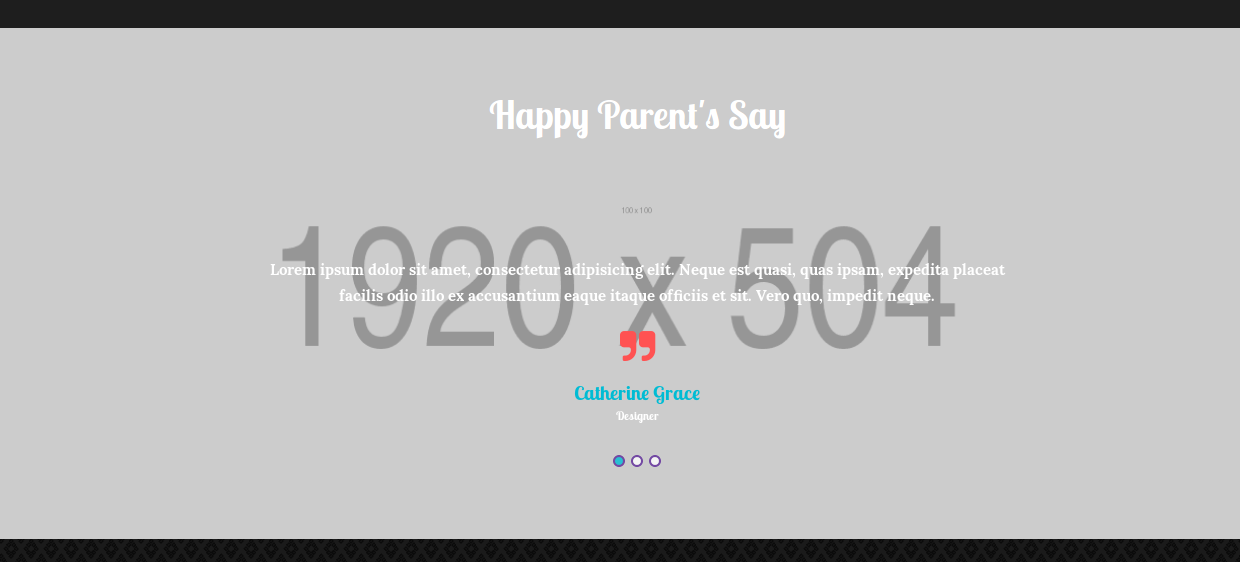 Happy Parent's Say
100 x 100
1920 x 504
Lorem ipsum dolor sit amet, consectetur adipisicing elit. Neque est quasi, quas ipsam, expedita placeat
facilis odio illo ex accusantium eaque itaque officiis et sit. Vero quo, impedit neque.
Catherine Grace
Designer